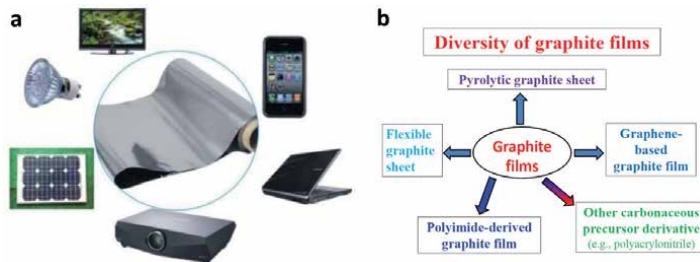 a
b
Diversity of graphite films
Pyrolytic graphite sheet
Flexible
graphite
sheet
Graphite
films
Graphene-
based
graphite film
Polyimide-derived
graphite film
Other carbonaceous
precursor derivative
(e.g., polyacrylonitrile)